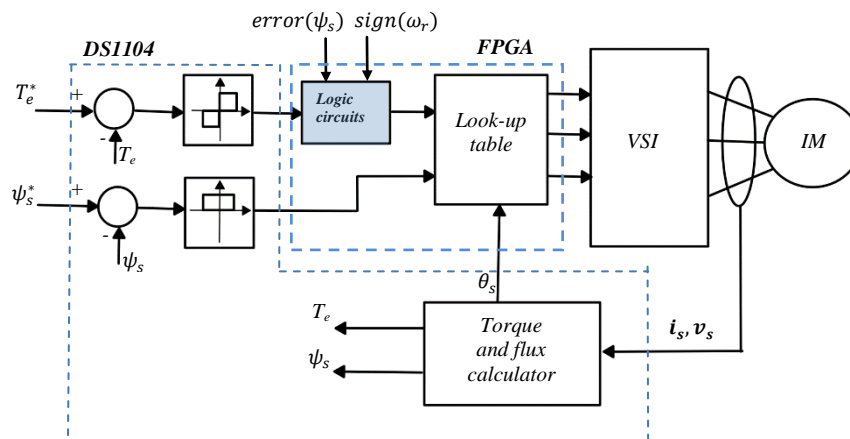 error(ψₛ) sign(ωᵣ)
DS1104
FPGA
Tₑ*
+
-
Tₑ
Logic
circuits
Look-up
table
VSI
IM
ψₛ*
+
-
ψₛ
θₛ
Tₑ
ψₛ
Torque
and flux
calculator
iₛ, vₛ